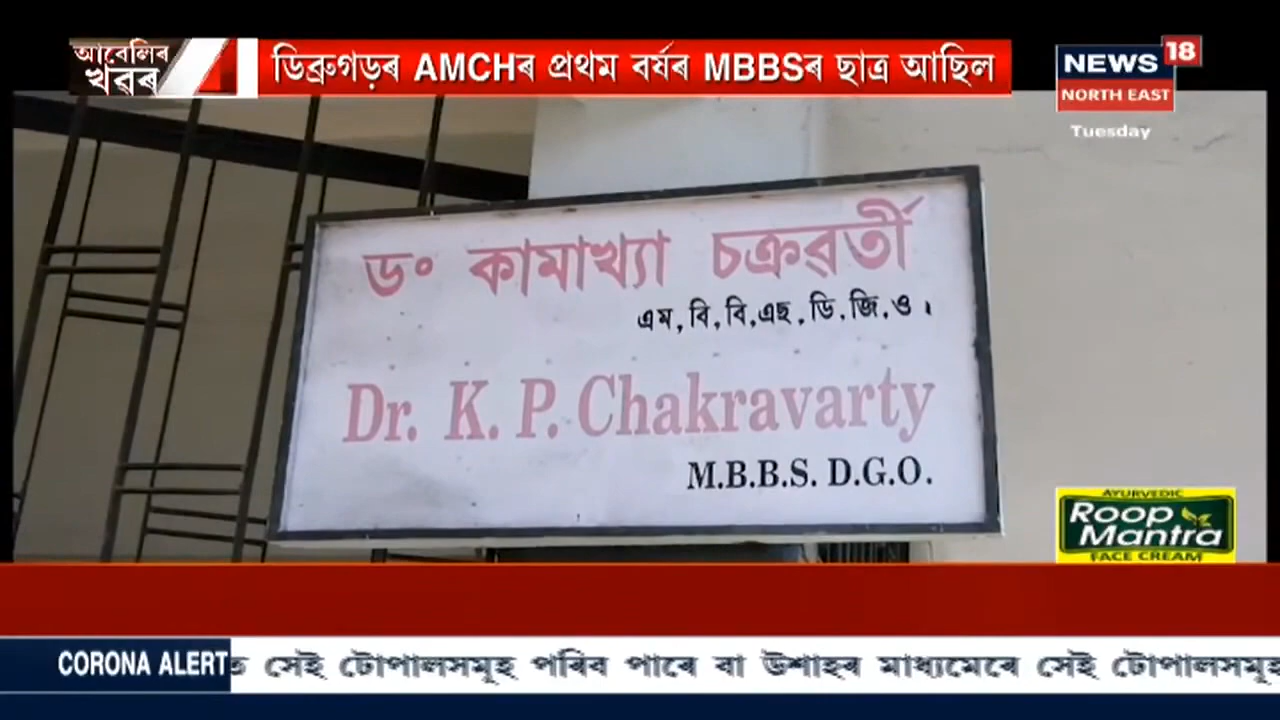 আবেলিৰ
খবৰ
ডিব্ৰুগড়ৰ AMCHৰ প্ৰথম বৰ্ষৰ MBBSৰ ছাত্ৰ আছিল
NEWS 18
NORTH EAST
Tuesday
ড° কামাখ্যা চক্ৰৱৰ্তী
এম,বি,বি,এছ,ডি,জি,ও।
Dr. K. P. Chakravarty
M.B.B.S. D.G.O.
AYURVEDIC
Roop
Mantra
FACE CREAM
CORONA ALERT সেই টোপালসমূহ পৰিব পাৰে বা উশাহৰ মাধ্যমেৰে সেই টোপালসমূহ